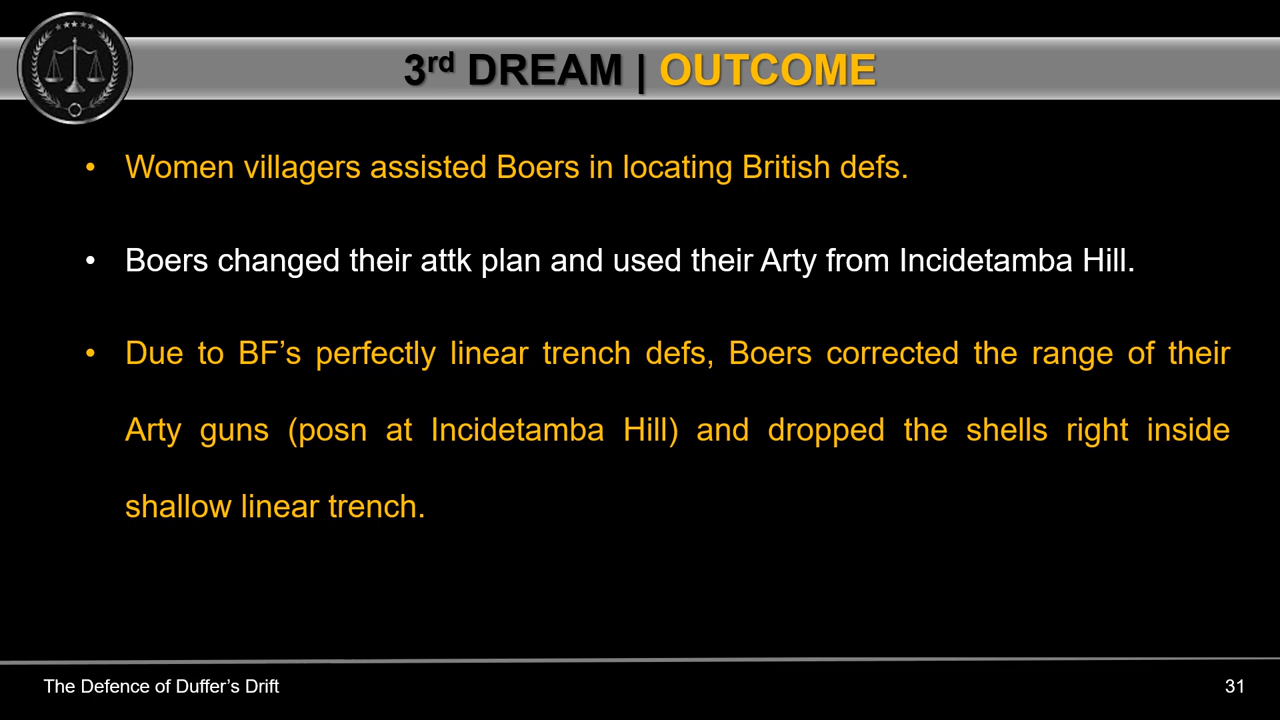 3rd DREAM | OUTCOME
• Women villagers assisted Boers in locating British defs.
• Boers changed their attk plan and used their Arty from Incidetamba Hill.
• Due to BF’s perfectly linear trench defs, Boers corrected the range of their
Arty guns (posn at Incidetamba Hill) and dropped the shells right inside
shallow linear trench.
The Defence of Duffer’s Drift
31